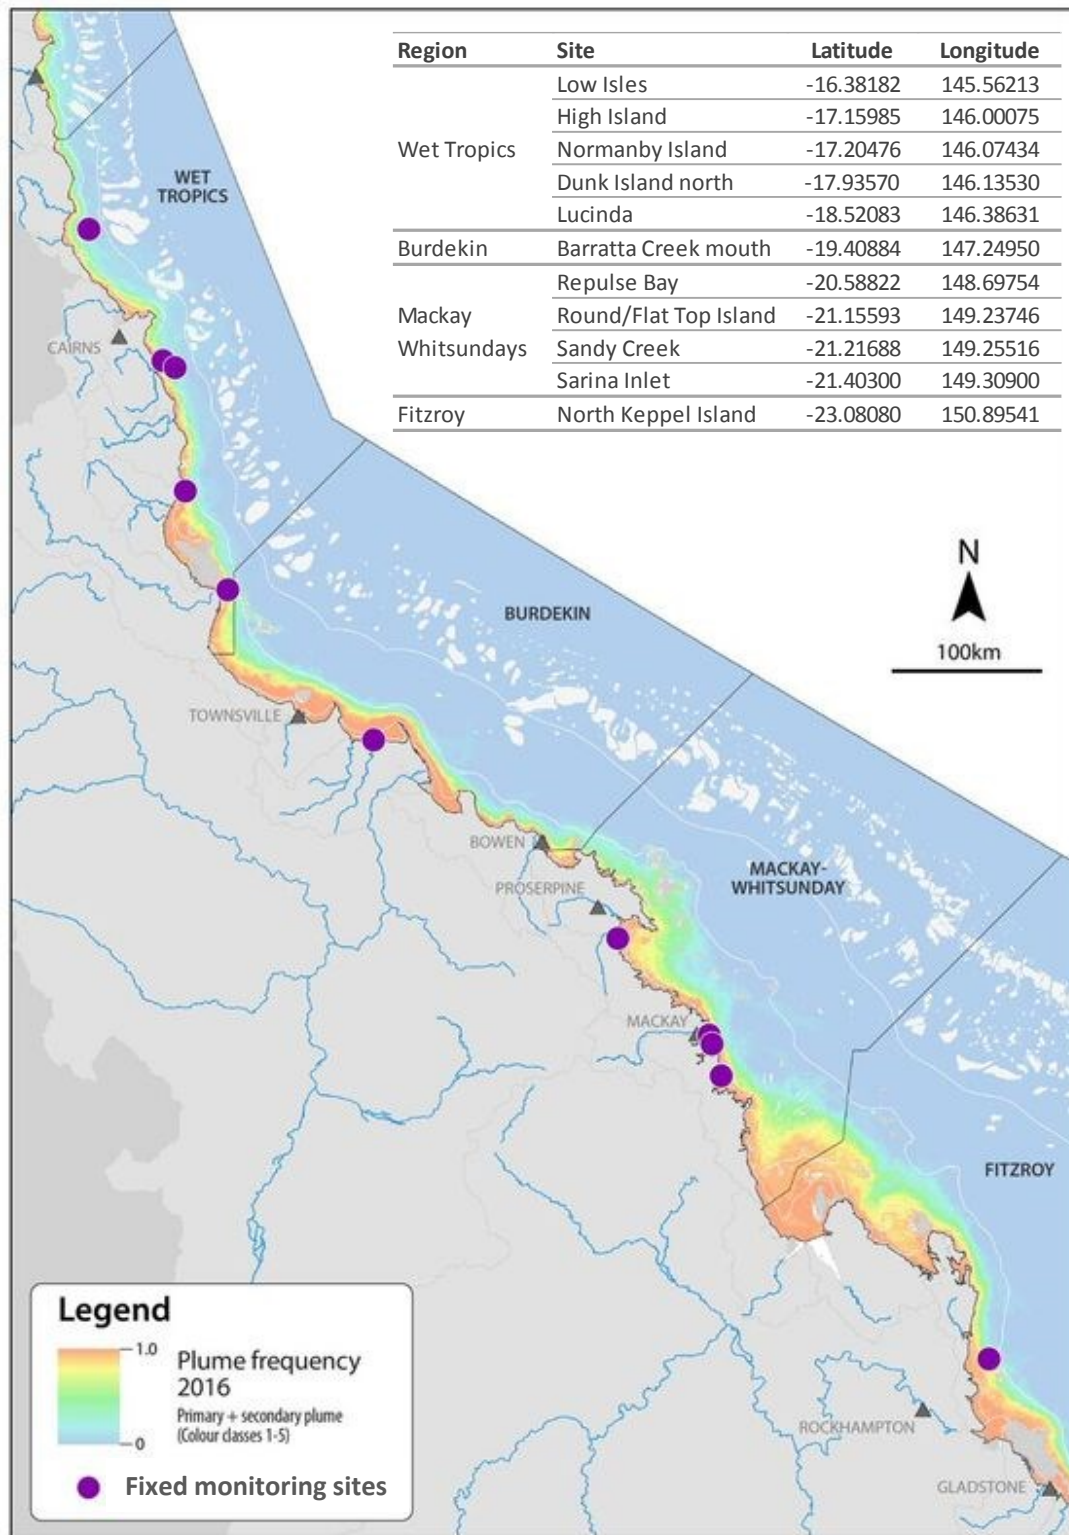 Region Site Latitude Longitude
Low Isles -16.38182 145.56213
High Island -17.15985 146.00075
Wet Tropics Normanby Island -17.20476 146.07434
Dunk Island north -17.93570 146.13530
Lucinda -18.52083 146.38631
Burdekin Barratta Creek mouth -19.40884 147.24950
Repulse Bay -20.58822 148.69754
Mackay Round/Flat Top Island -21.15593 149.23746
Whitsundays Sandy Creek -21.21688 149.25516
Sarina Inlet -21.40300 149.30900
Fitzroy North Keppel Island -23.08080 150.89541
WET
TROPICS
CAIRNS
N
100km
BURDEKIN
TOWNSVILLE
BOWEN
PROSERPINE
MACKAY-
WHITSUNDAY
MACKAY
FITZROY
ROCKHAMPTON
GLADSTONE
Legend
1.0
0
Plume frequency
2016
Primary + secondary plume
(Colour classes 1-5)
Fixed monitoring sites